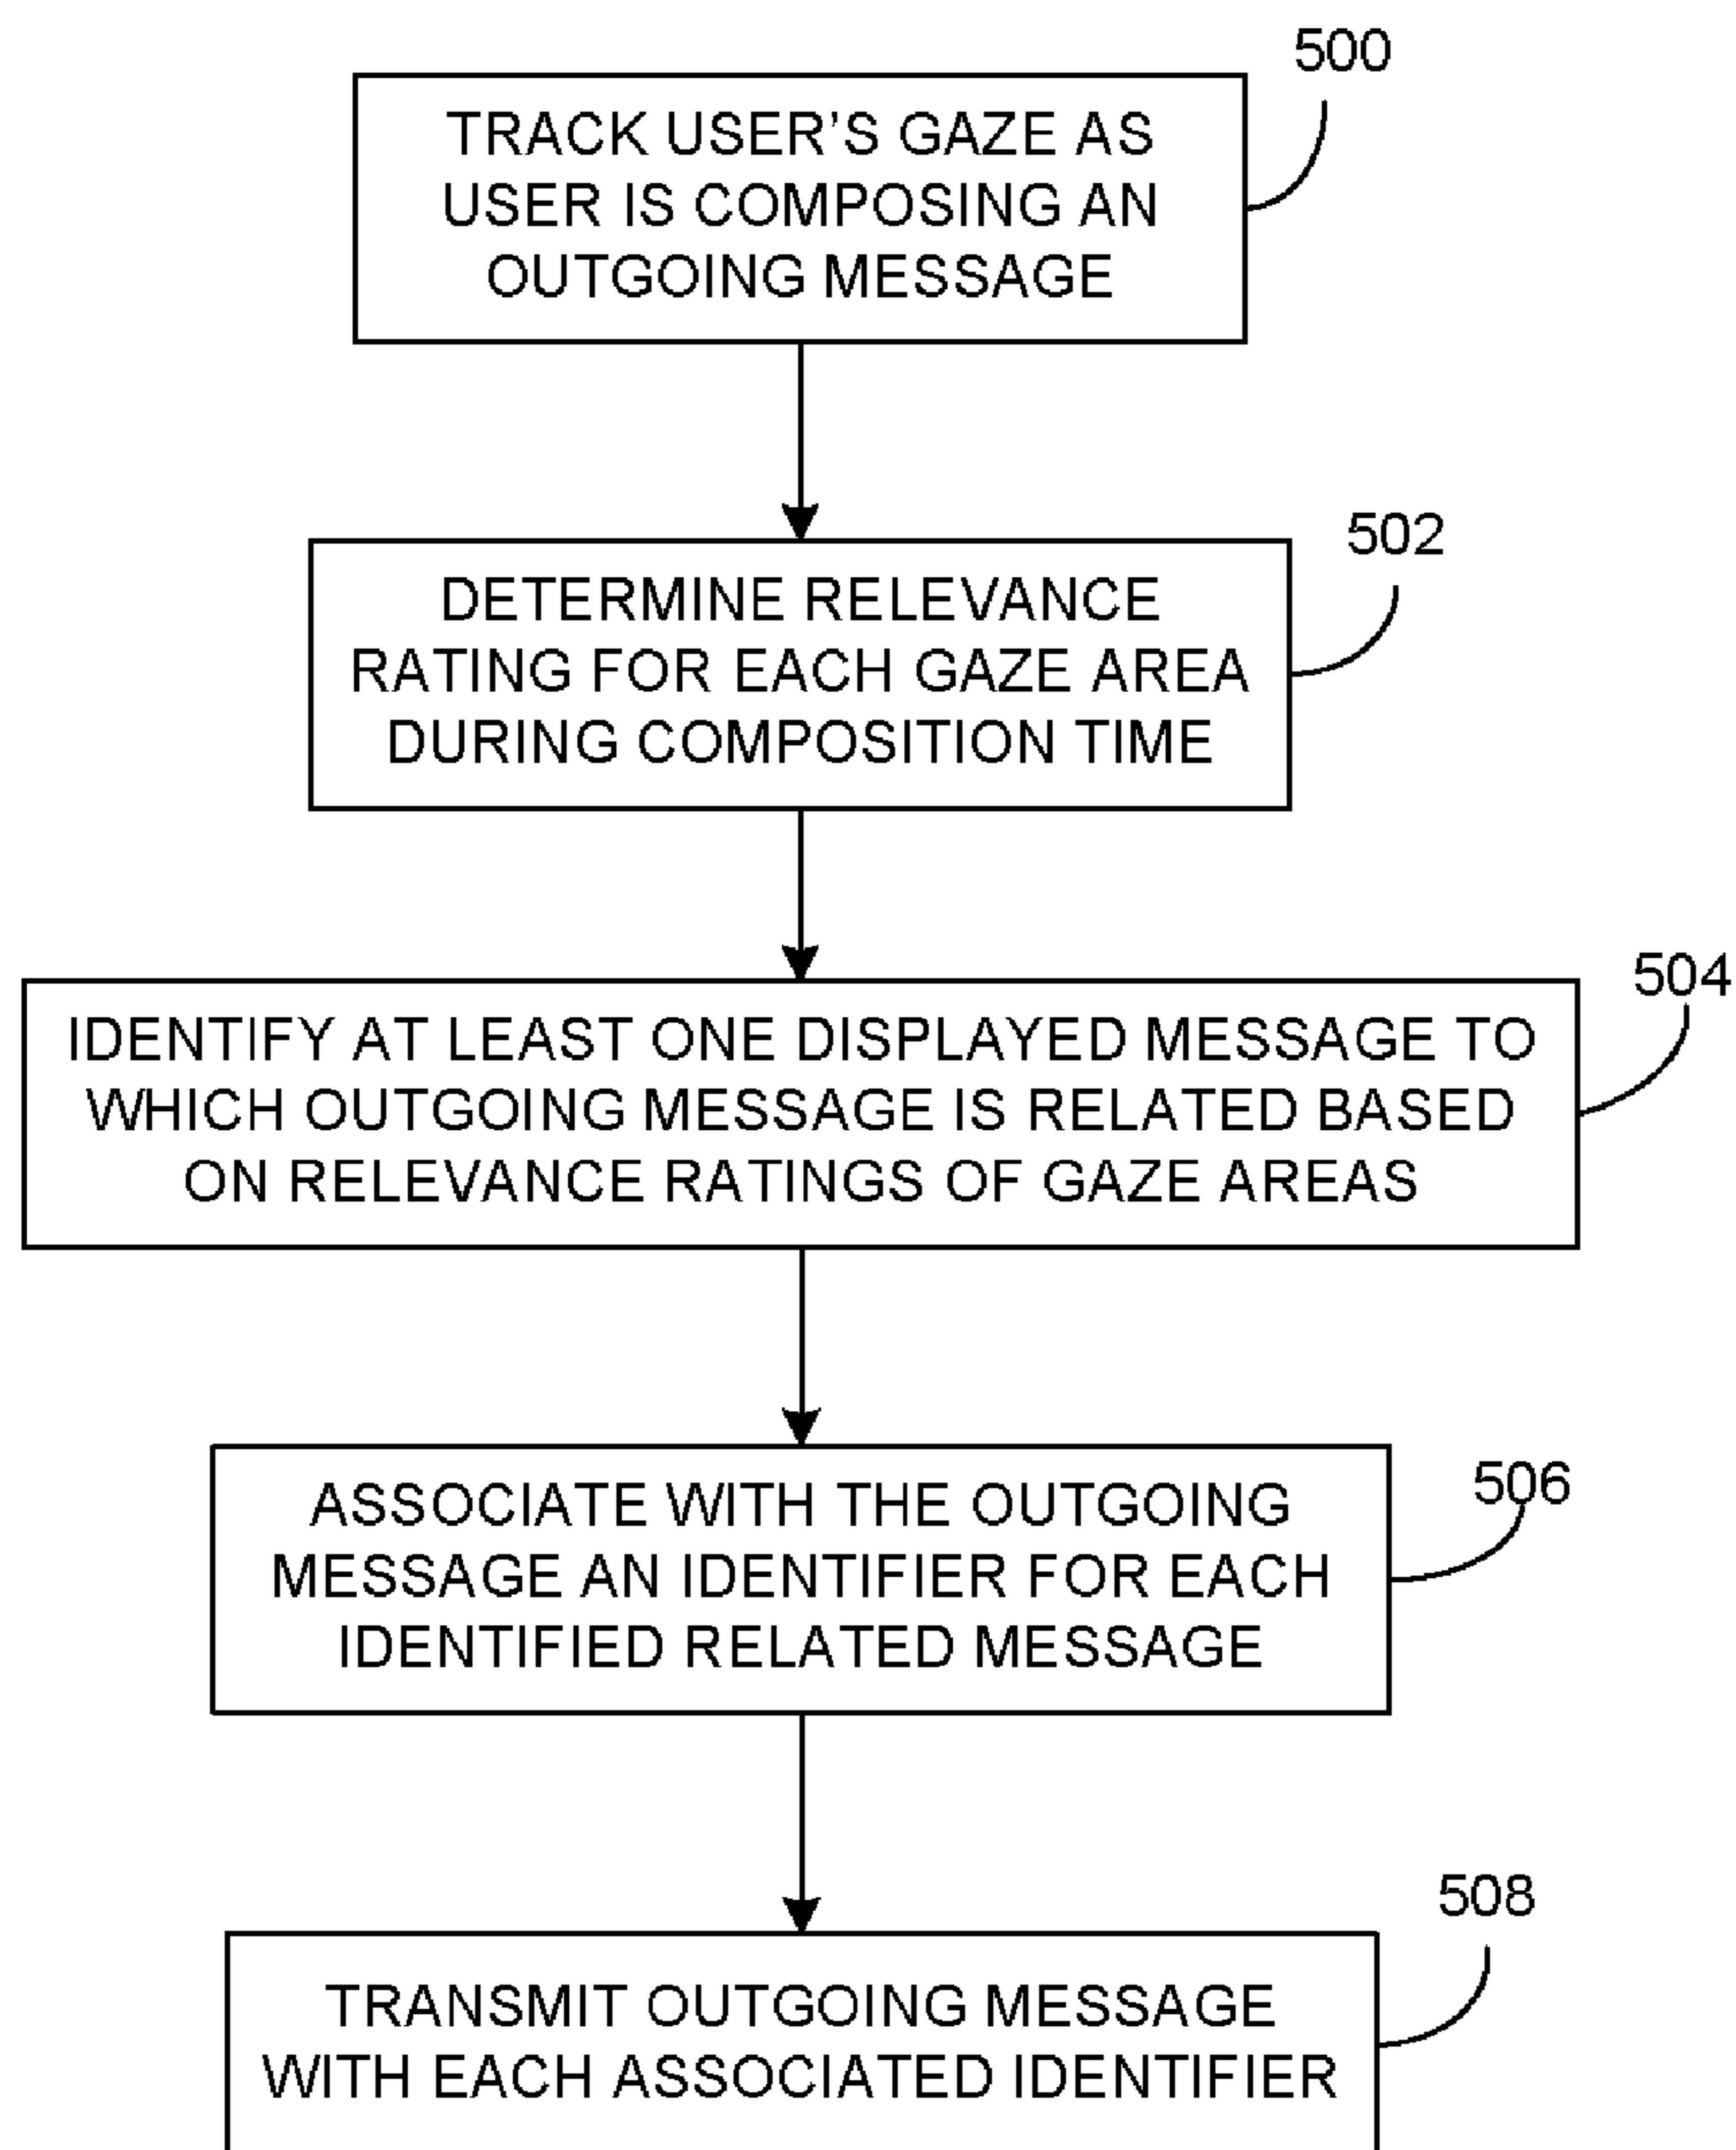 500
TRACK USER'S GAZE AS
USER IS COMPOSING AN
OUTGOING MESSAGE
502
DETERMINE RELEVANCE
RATING FOR EACH GAZE AREA
DURING COMPOSITION TIME
504
IDENTIFY AT LEAST ONE DISPLAYED MESSAGE TO
WHICH OUTGOING MESSAGE IS RELATED BASED
ON RELEVANCE RATINGS OF GAZE AREAS
506
ASSOCIATE WITH THE OUTGOING
MESSAGE AN IDENTIFIER FOR EACH
IDENTIFIED RELATED MESSAGE
508
TRANSMIT OUTGOING MESSAGE
WITH EACH ASSOCIATED IDENTIFIER